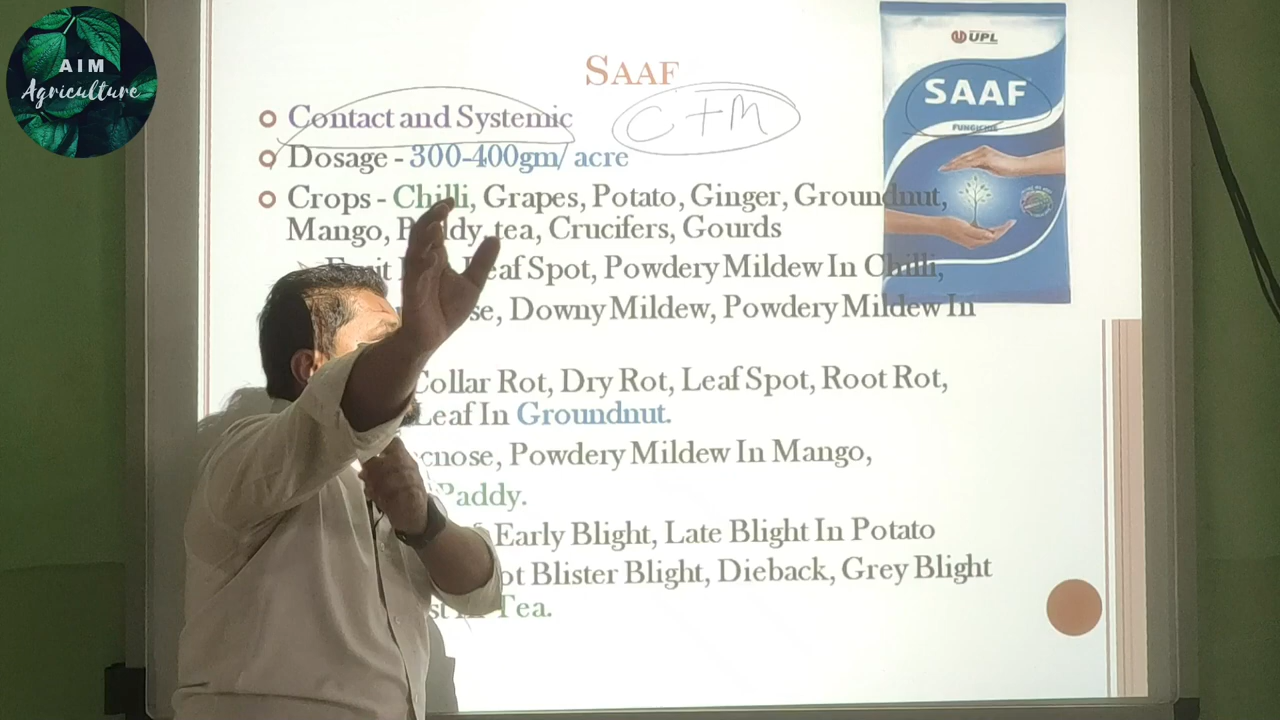 AIM
Agriculture
UPL
SAAF
FUNGICIDE
SAAF
C+M
Contact and Systemic
Dosage - 300-400gm/ acre
Crops - Chilli, Grapes, Potato, Ginger, Groundnut,
Mango, Paddy, tea, Crucifers, Gourds
Leaf Spot, Powdery Mildew In Chilli,
Downy Mildew, Powdery Mildew In
Collar Rot, Dry Rot, Leaf Spot, Root Rot,
Leaf In Groundnut.
Powdery Mildew In Mango,
Paddy.
Early Blight, Late Blight In Potato
Blister Blight, Dieback, Grey Blight
Tea.